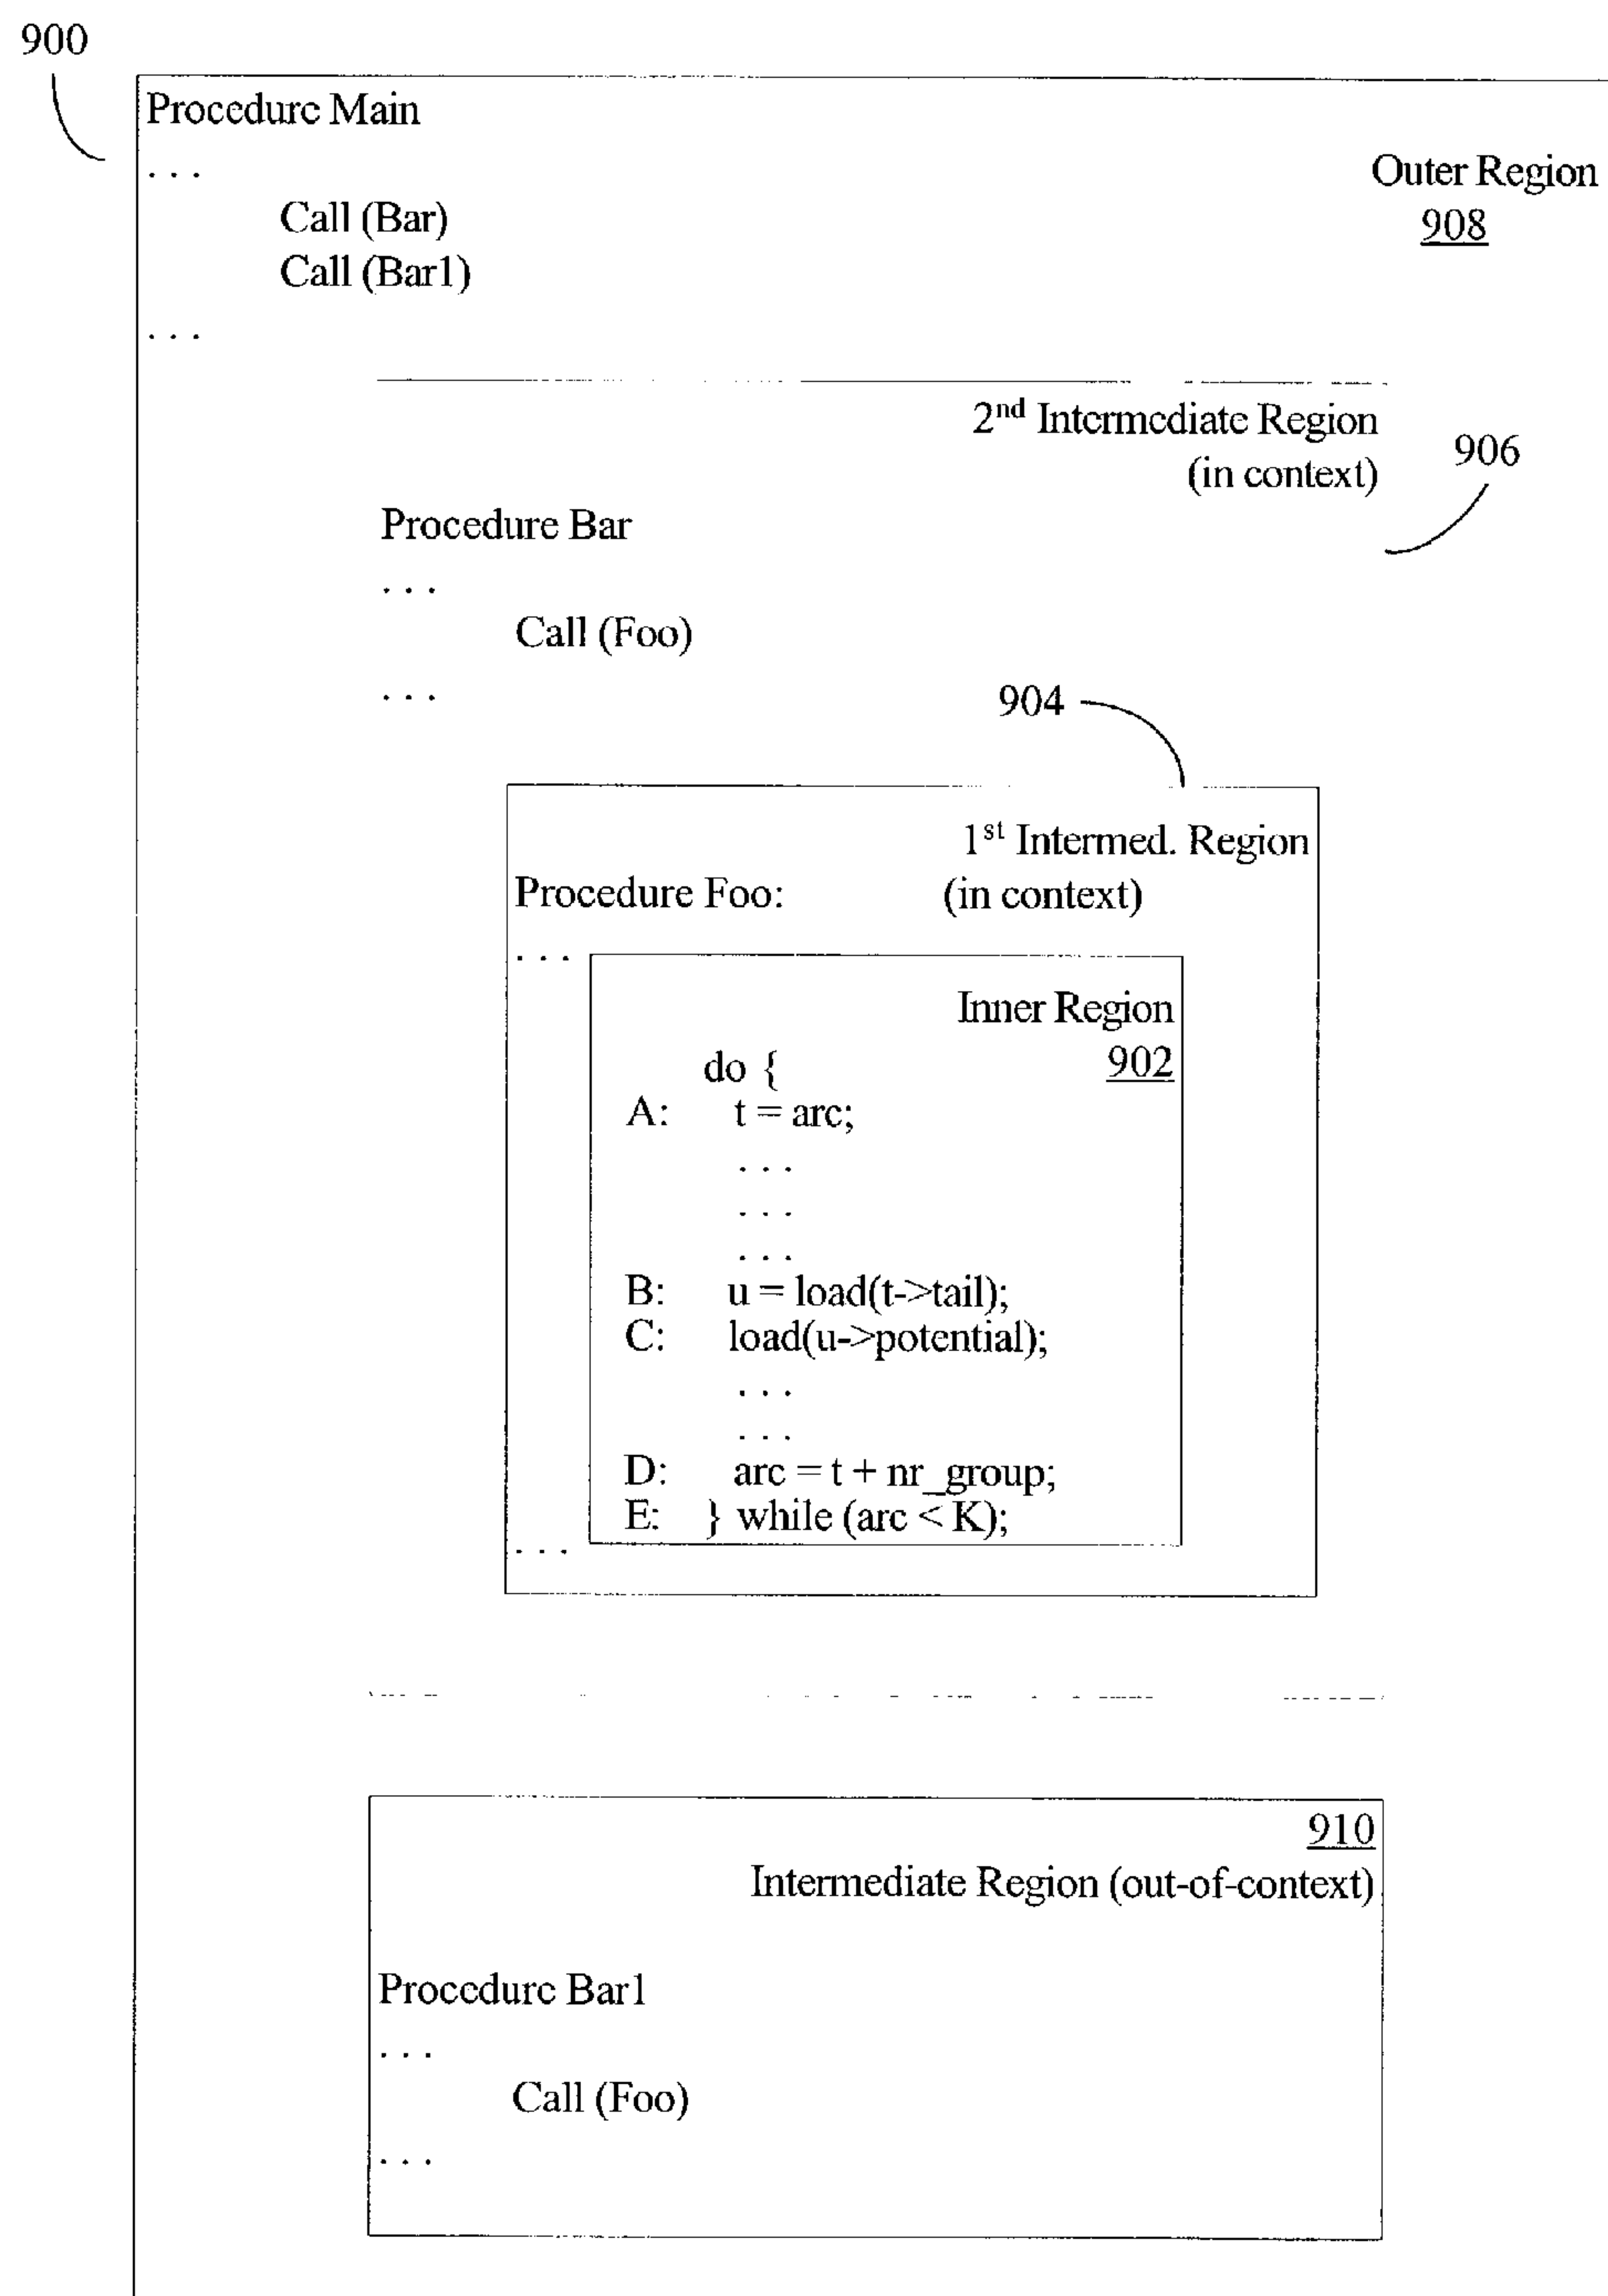 900
Procedure Main
. . .
Outer Region
908
Call (Bar)
Call (Bar1)
. . .
2nd Intermediate Region
(in context)
906
Procedure Bar
. . .
Call (Foo)
. . .
904
1st Intermed. Region
Procedure Foo: (in context)
. . .
Inner Region
902
do {
A: t = arc;
. . .
. . .
. . .
B: u = load(t->tail);
C: load(u->potential);
. . .
. . .
D: arc = t + nr_group;
E: } while (arc < K);
. . .
910
Intermediate Region (out-of-context)
Procedure Bar1
. . .
Call (Foo)
. . .